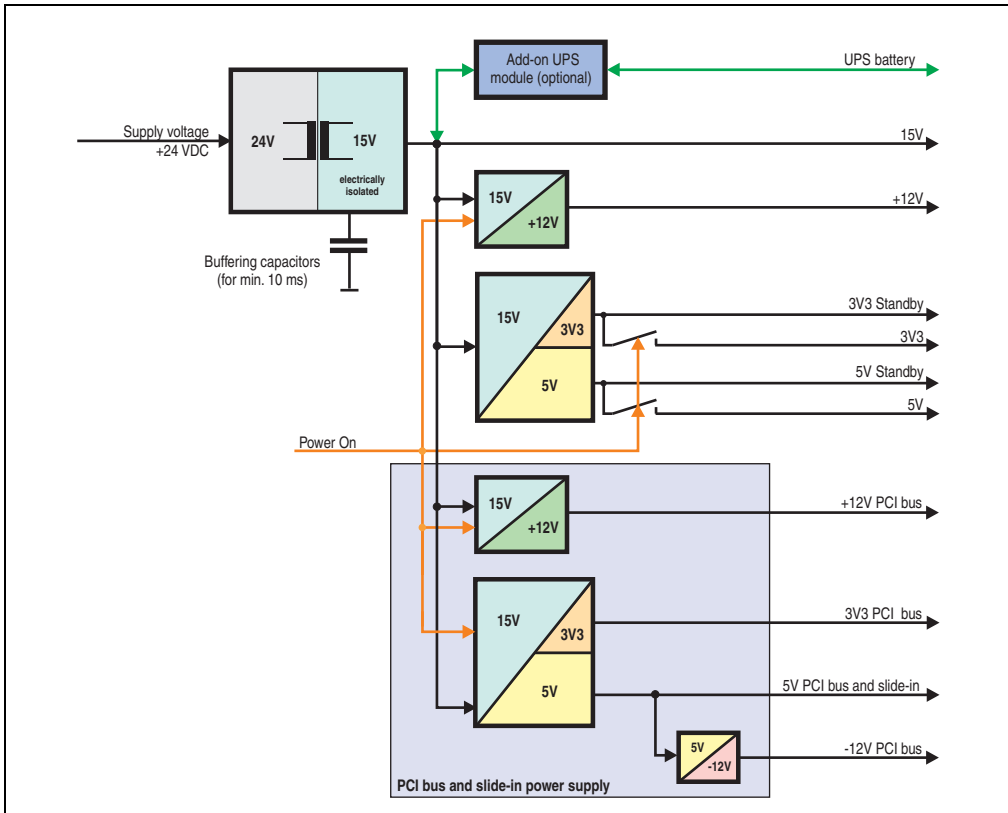 Add-on UPS
module (optional)
UPS battery
Supply voltage
+24 VDC
24V
15V
electrically
isolated
15V
15V
+12V
+12V
Buffering capacitors
(for min. 10 ms)
15V
3V3
5V
3V3 Standby
3V3
5V Standby
5V
Power On
15V
+12V
+12V PCI bus
15V
3V3
5V
3V3 PCI bus
5V PCI bus and slide-in
5V
-12V
-12V PCI bus
PCI bus and slide-in power supply